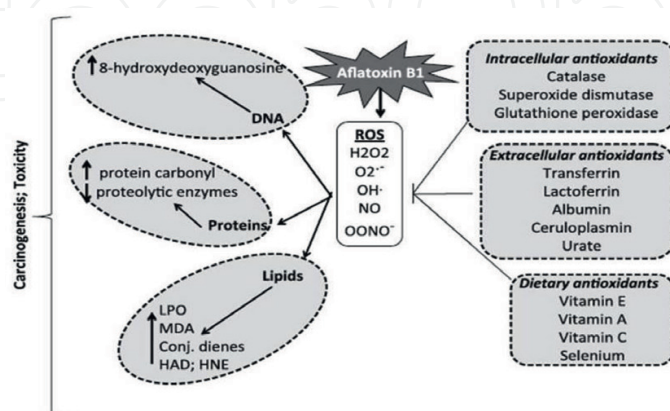 Carcinogenesis; Toxicity
8-hydroxydeoxyguanosine
DNA
protein carbonyl
proteolytic enzymes
Proteins
Lipids
LPO
MDA
Conj. dienes
HAD; HNE
Aflatoxin B1
ROS
H2O2
O2·-
OH·
NO
OONO-
Intracellular antioxidants
Catalase
Superoxide dismutase
Glutathione peroxidase
Extracellular antioxidants
Transferrin
Lactoferrin
Albumin
Ceruloplasmin
Urate
Dietary antioxidants
Vitamin E
Vitamin A
Vitamin C
Selenium